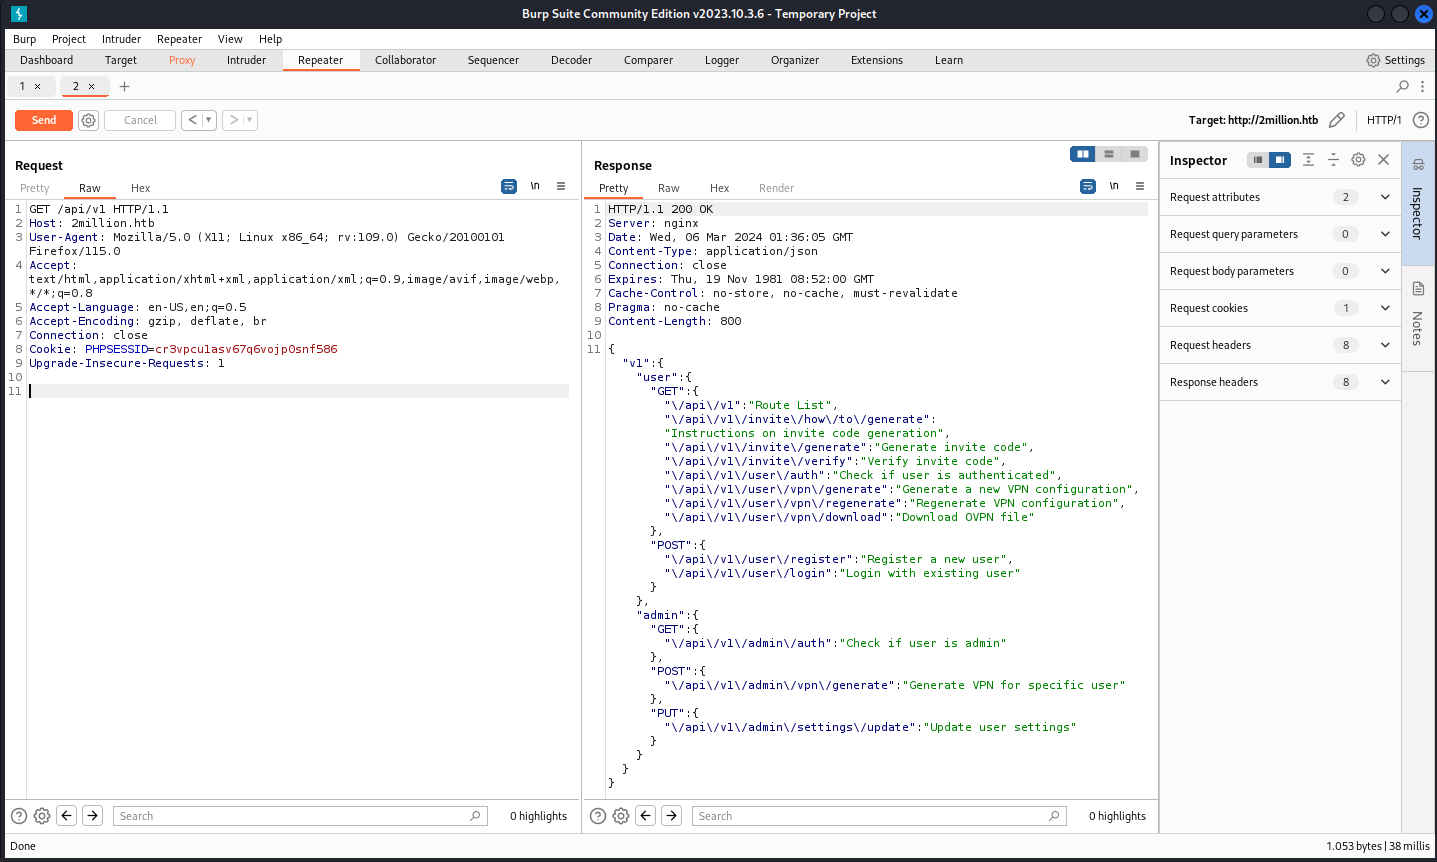 Burp Suite Community Edition v2023.10.3.6 - Temporary Project
Burp Project Intruder Repeater View Help
Dashboard Target Proxy Intruder Repeater Collaborator Sequencer Decoder Comparer Logger Organizer Extensions Learn Settings
1 × 2 × +
Send Cancel < > Target: http://2million.htb HTTP/1 ?
Request
Pretty Raw Hex \n
1 GET /api/v1 HTTP/1.1
2 Host: 2million.htb
3 User-Agent: Mozilla/5.0 (X11; Linux x86_64; rv:109.0) Gecko/20100101
Firefox/115.0
4 Accept:
text/html,application/xhtml+xml,application/xml;q=0.9,image/avif,image/webp,
*/*;q=0.8
5 Accept-Language: en-US,en;q=0.5
6 Accept-Encoding: gzip, deflate, br
7 Connection: close
8 Cookie: PHPSESSID=cr3vpcu1asv67q6vojp0snf586
9 Upgrade-Insecure-Requests: 1
10
11
Search 0 highlights
Response
Pretty Raw Hex Render \n
1 HTTP/1.1 200 OK
2 Server: nginx
3 Date: Wed, 06 Mar 2024 01:36:05 GMT
4 Content-Type: application/json
5 Connection: close
6 Expires: Thu, 19 Nov 1981 08:52:00 GMT
7 Cache-Control: no-store, no-cache, must-revalidate
8 Pragma: no-cache
9 Content-Length: 800
10
11 {
"v1":{
"user":{
"GET":{
"\/api\/v1":"Route List",
"\/api\/v1\/invite\/how\/to\/generate":
"Instructions on invite code generation",
"\/api\/v1\/invite\/generate":"Generate invite code",
"\/api\/v1\/invite\/verify":"Verify invite code",
"\/api\/v1\/user\/auth":"Check if user is authenticated",
"\/api\/v1\/user\/vpn\/generate":"Generate a new VPN configuration",
"\/api\/v1\/user\/vpn\/regenerate":"Regenerate VPN configuration",
"\/api\/v1\/user\/vpn\/download":"Download OVPN file"
},
"POST":{
"\/api\/v1\/user\/register":"Register a new user",
"\/api\/v1\/user\/login":"Login with existing user"
}
},
"admin":{
"GET":{
"\/api\/v1\/admin\/auth":"Check if user is admin"
},
"POST":{
"\/api\/v1\/admin\/vpn\/generate":"Generate VPN for specific user"
},
"PUT":{
"\/api\/v1\/admin\/settings\/update":"Update user settings"
}
}
}
}
Search 0 highlights
Inspector
Request attributes 2
Request query parameters 0
Request body parameters 0
Request cookies 1
Request headers 8
Response headers 8
Inspector
Notes
Done 1.053 bytes | 38 millis